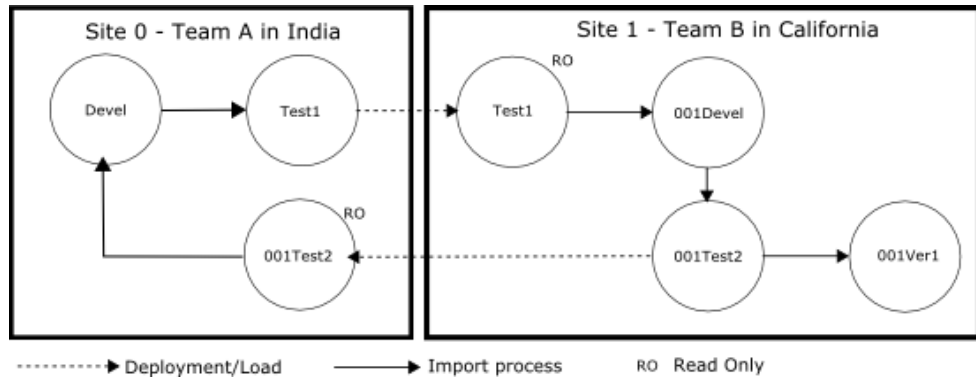 Site 0 - Team A in India
Devel
Test1
001Test2
RO
Site 1 - Team B in California
RO
Test1
001Devel
001Test2
001Ver1
Deployment/Load
Import process
RO Read Only